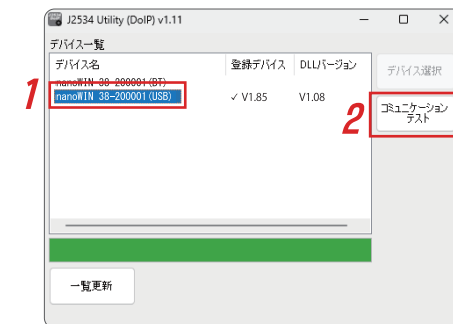 J2534 Utility (DoIP) v1.11
デバイス一覧
デバイス名 登録デバイス DLLバージョン
nanoWIN 38-200001(BT)
nanoWIN 38-200001(USB) ✓ V1.85 V1.08
1
デバイス選択
2
コミュニケーション
テスト
一覧更新